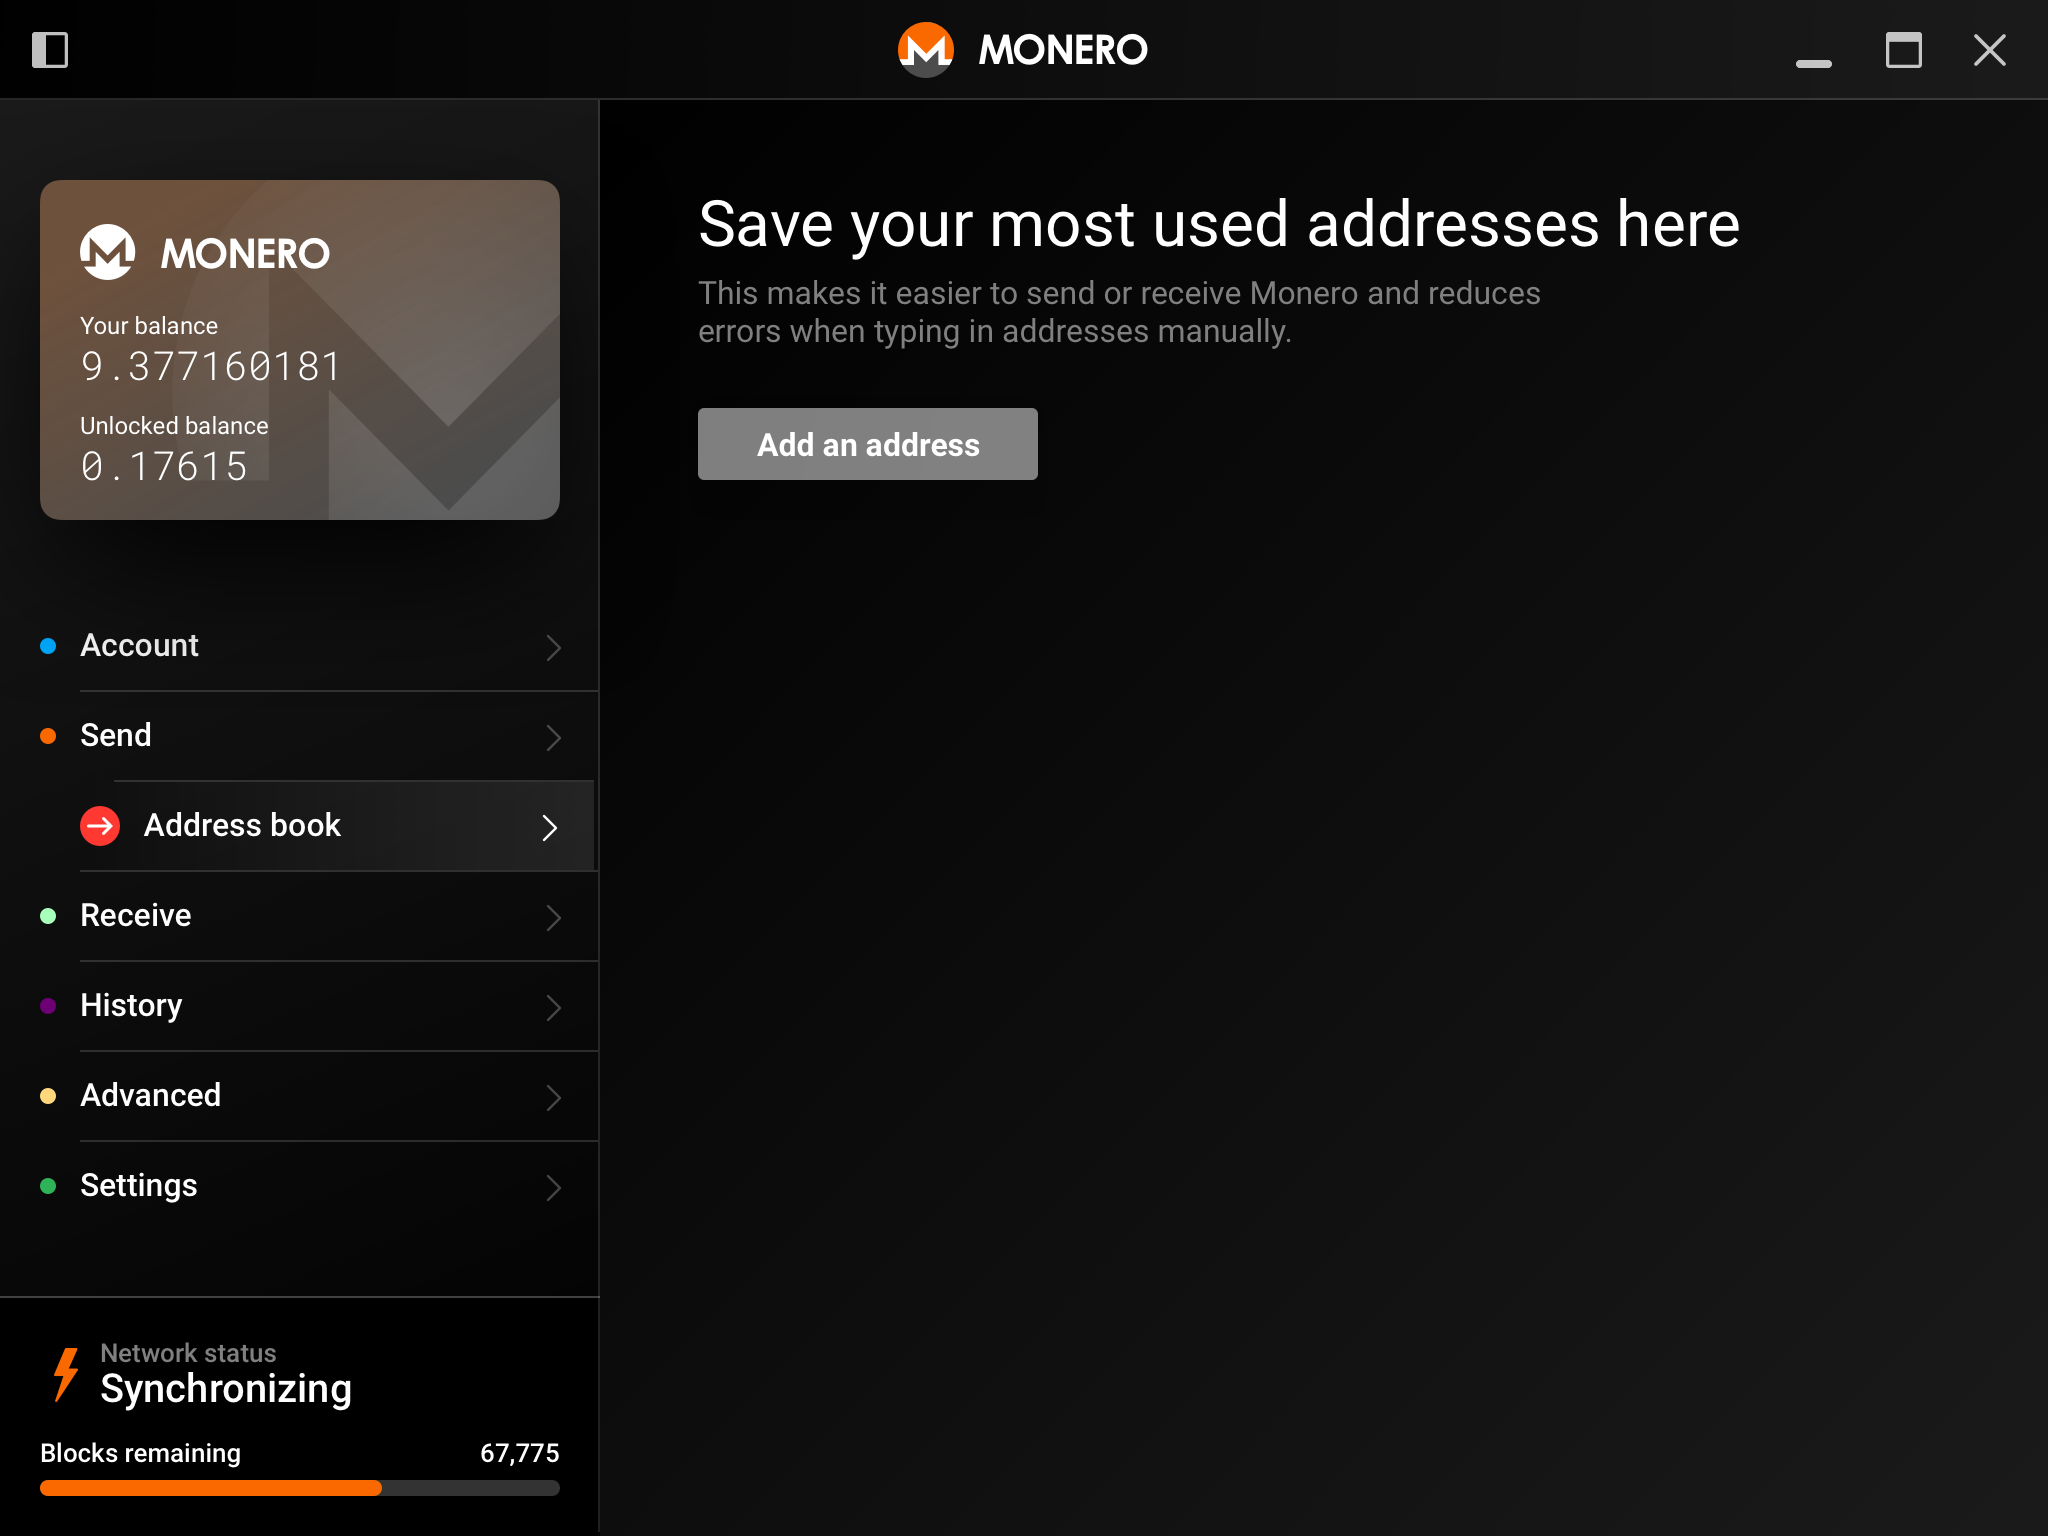 MONERO
MONERO
Your balance
9.377160181
Unlocked balance
0.17615
Account
Send
Address book
Receive
History
Advanced
Settings
Network status
Synchronizing
Blocks remaining 67,775
Save your most used addresses here
This makes it easier to send or receive Monero and reduces
errors when typing in addresses manually.
Add an address